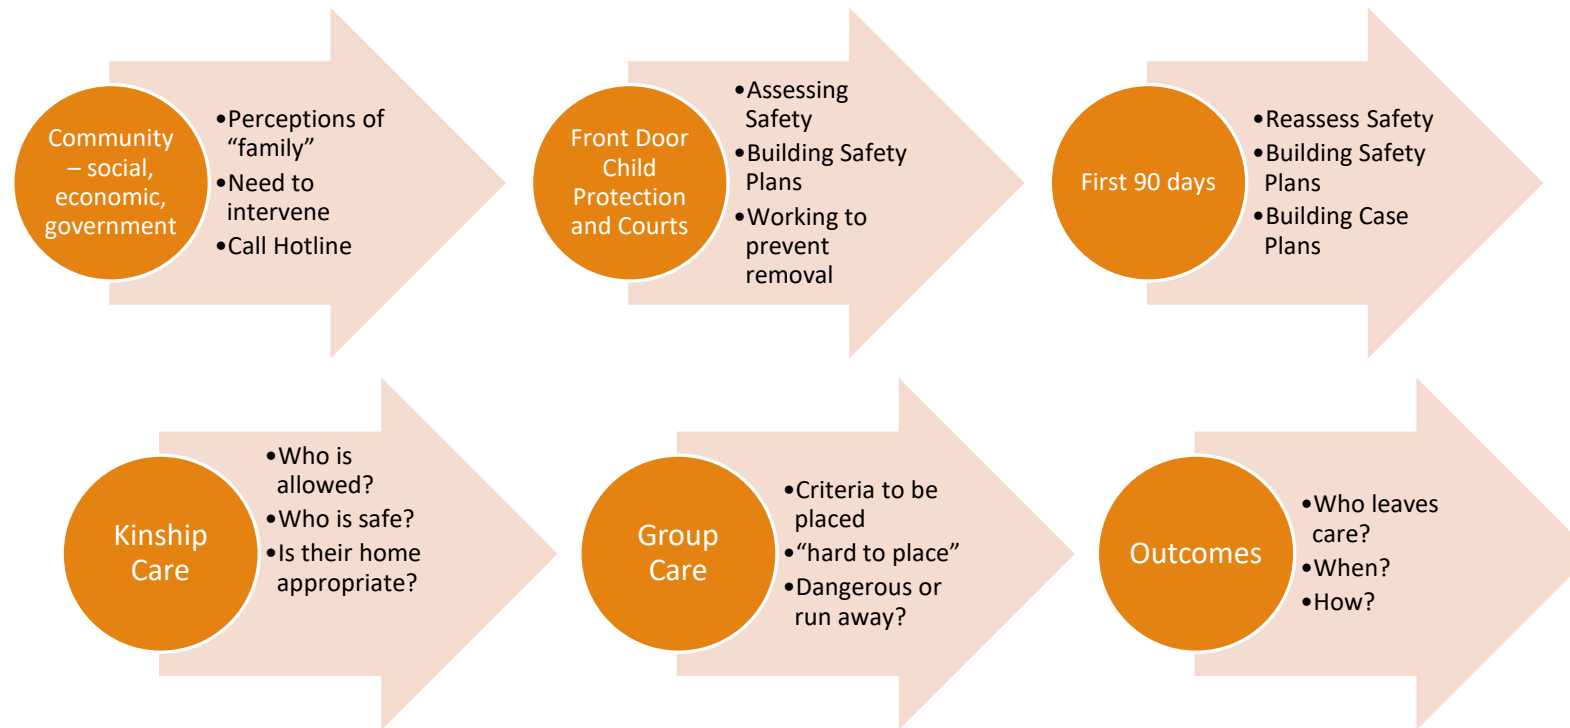 Community
– social,
economic,
government
•Perceptions of
“family”
•Need to
intervene
•Call Hotline
Front Door
Child
Protection
and Courts
•Assessing
Safety
•Building Safety
Plans
•Working to
prevent
removal
First 90 days
•Reassess Safety
•Building Safety
Plans
•Building Case
Plans
Kinship
Care
•Who is
allowed?
•Who is safe?
•Is their home
appropriate?
Group
Care
•Criteria to be
placed
•“hard to place”
•Dangerous or
run away?
Outcomes
•Who leaves
care?
•When?
•How?